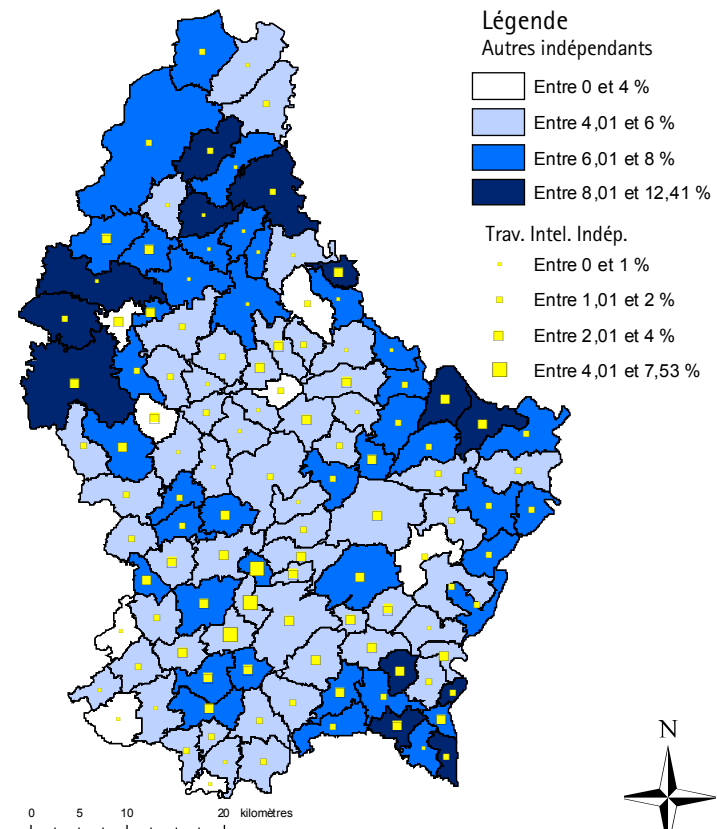 Légende
Autres indépendants
Entre 0 et 4 %
Entre 4,01 et 6 %
Entre 6,01 et 8 %
Entre 8,01 et 12,41 %
Trav. Intel. Indép.
Entre 0 et 1 %
Entre 1,01 et 2 %
Entre 2,01 et 4 %
Entre 4,01 et 7,53 %
N
0 5 10 20 kilomètres